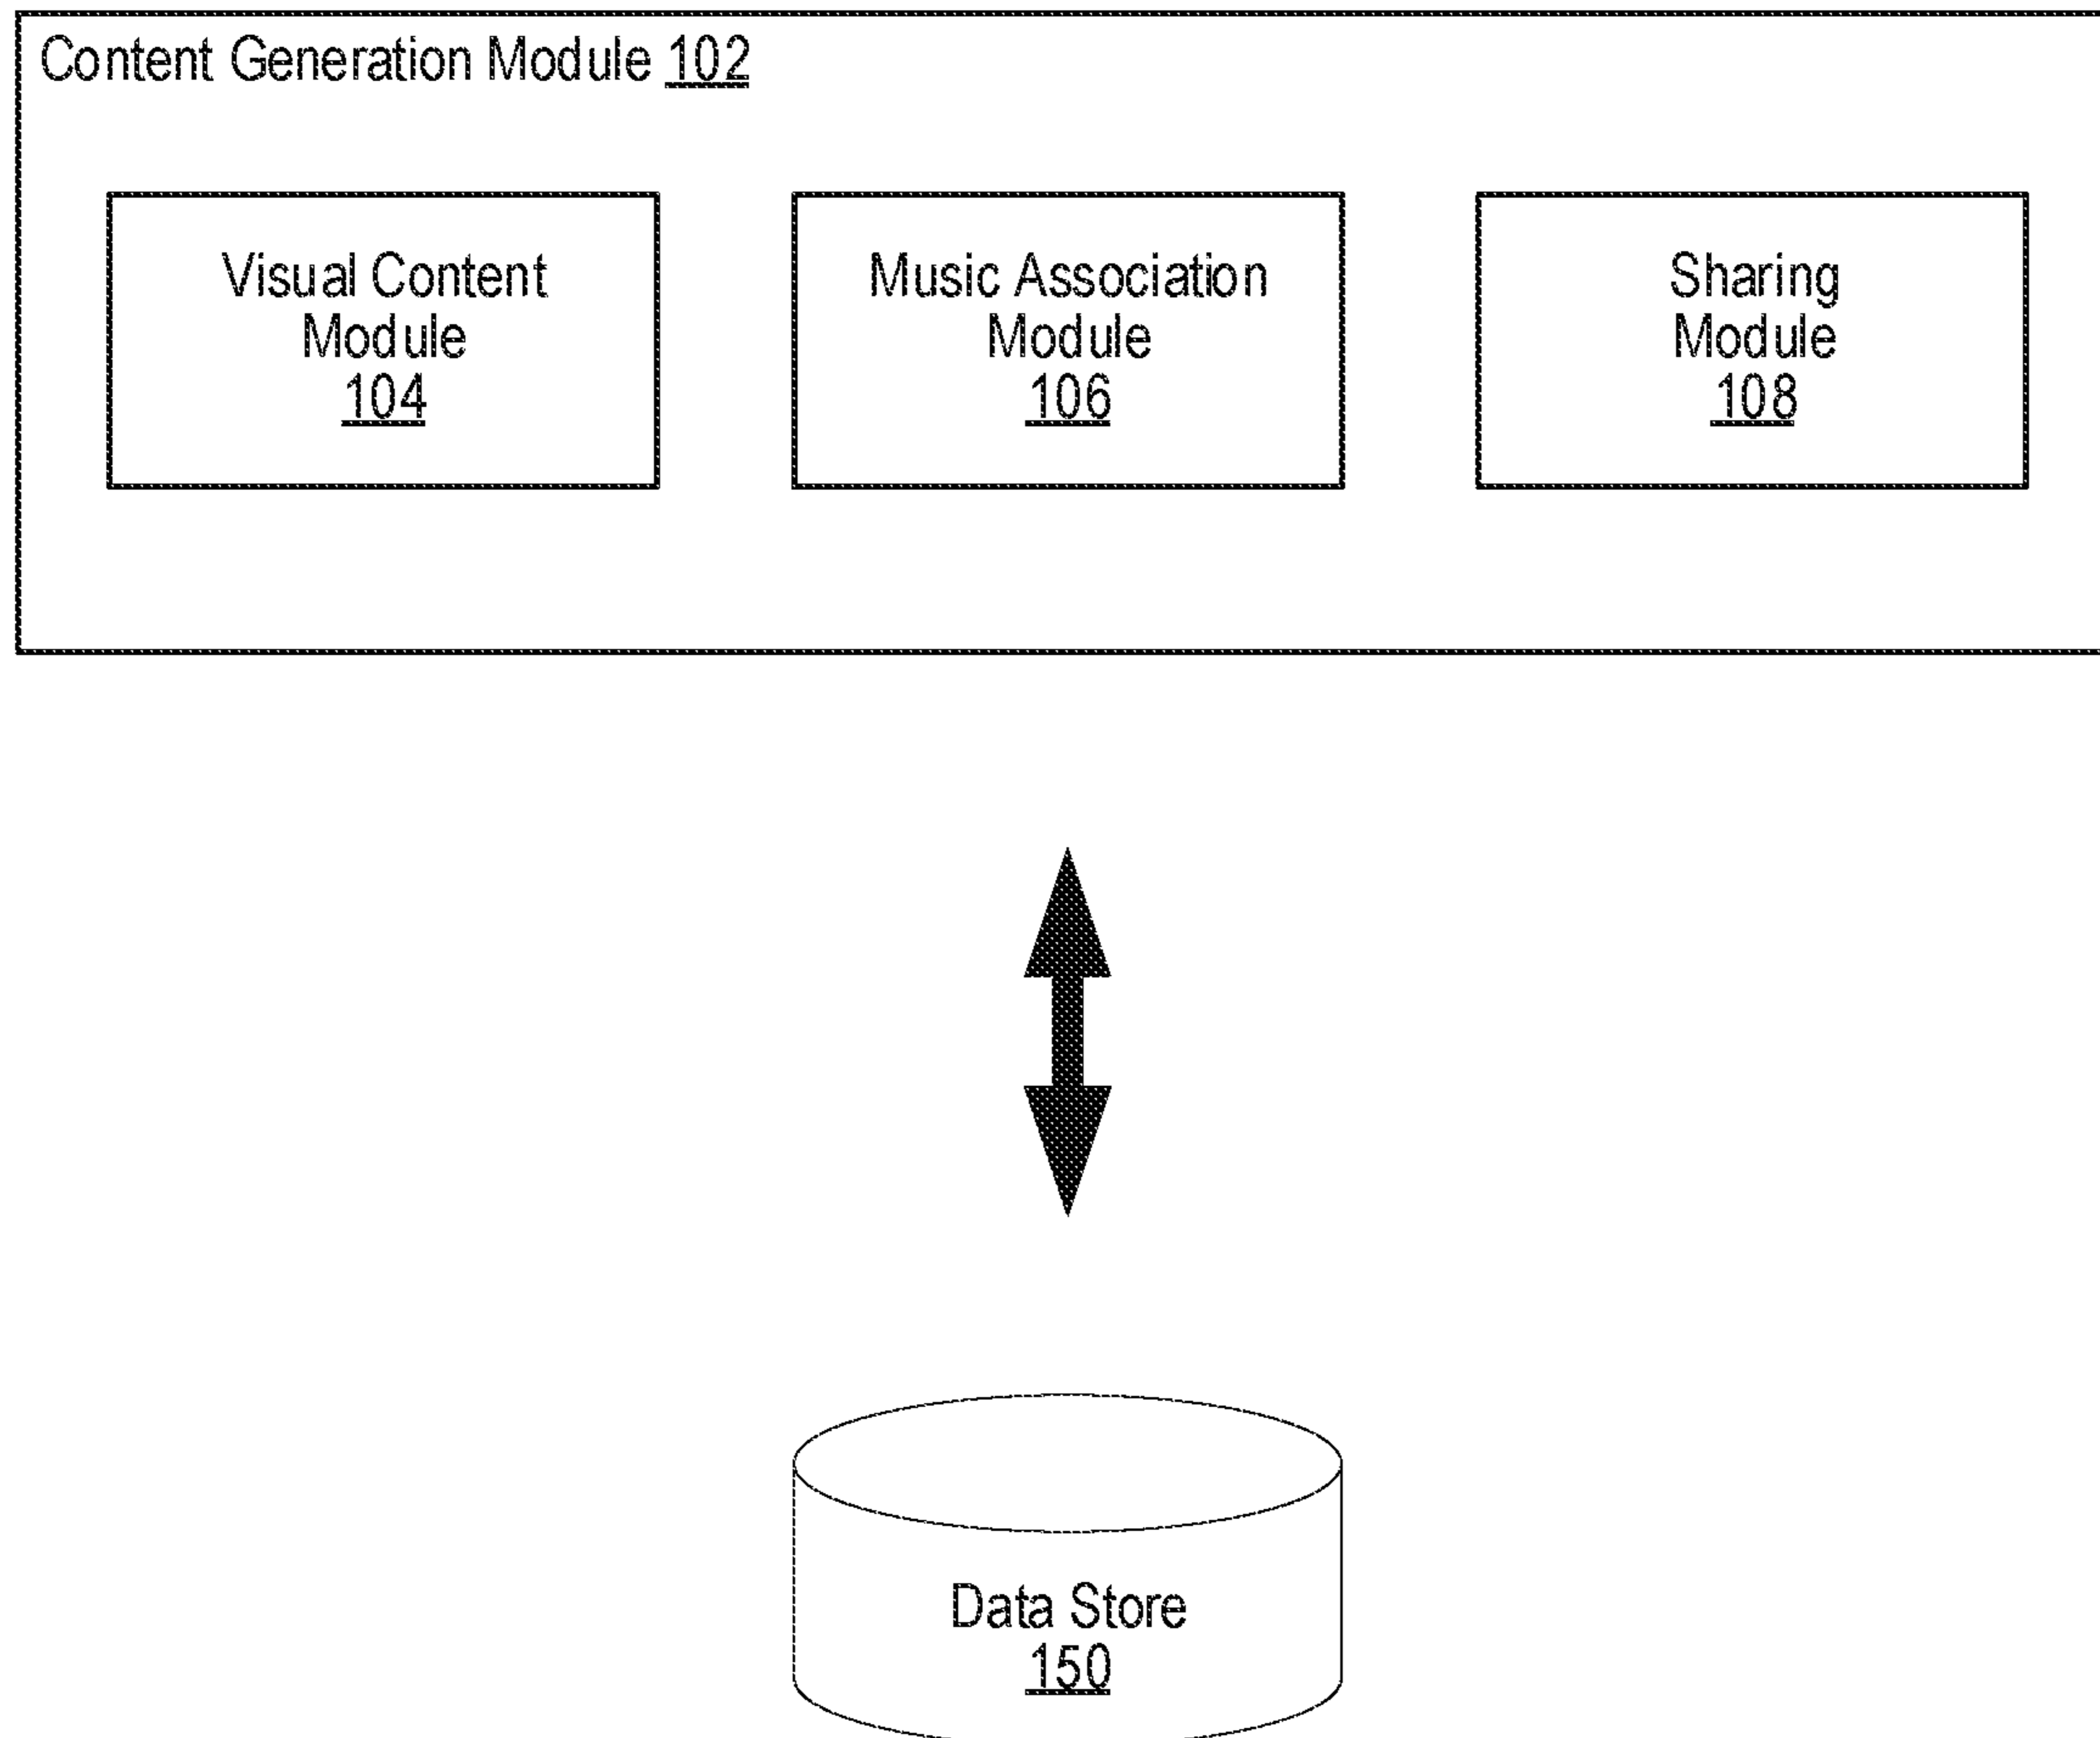 Content Generation Module 102
Visual Content
Module
104
Music Association
Module
106
Sharing
Module
108
Data Store
150